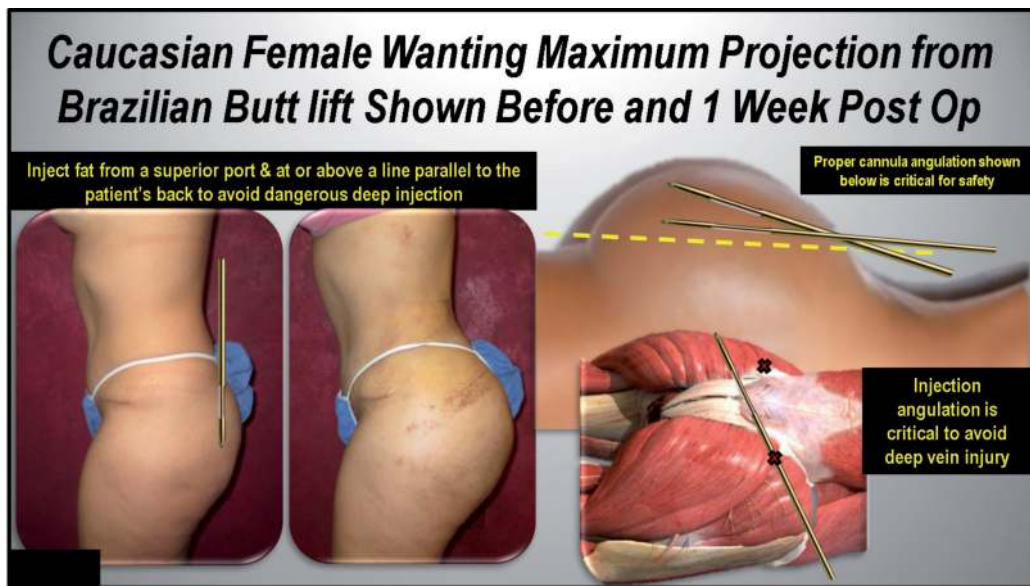 Caucasian Female Wanting Maximum Projection from
Brazilian Butt lift Shown Before and 1 Week Post Op
Inject fat from a superior port & at or above a line parallel to the
patient's back to avoid dangerous deep injection
Proper cannula angulation shown
below is critical for safety
Injection
angulation is
critical to avoid
deep vein injury